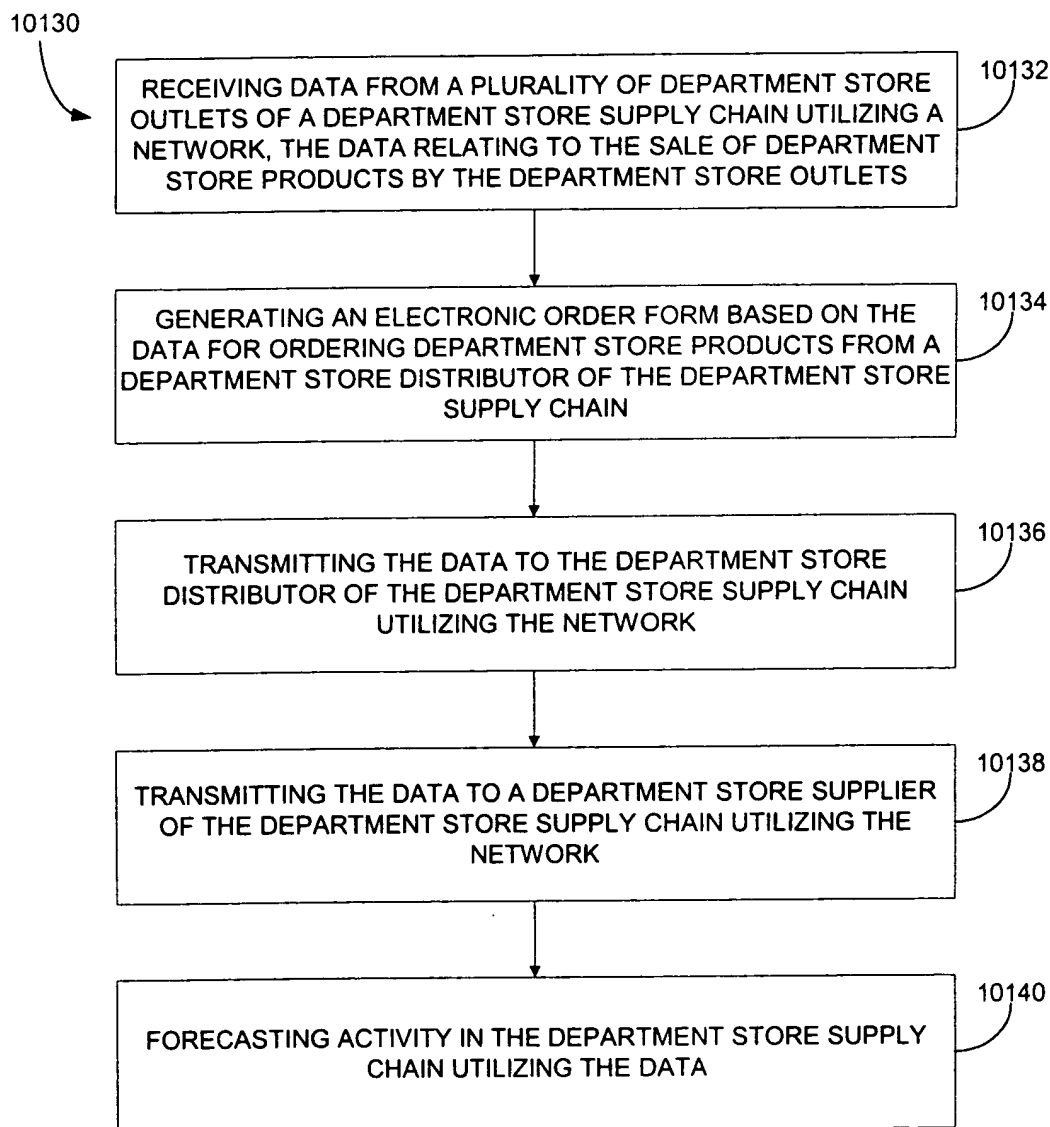 10130
10132
RECEIVING DATA FROM A PLURALITY OF DEPARTMENT STORE
OUTLETS OF A DEPARTMENT STORE SUPPLY CHAIN UTILIZING A
NETWORK, THE DATA RELATING TO THE SALE OF DEPARTMENT
STORE PRODUCTS BY THE DEPARTMENT STORE OUTLETS
10134
GENERATING AN ELECTRONIC ORDER FORM BASED ON THE
DATA FOR ORDERING DEPARTMENT STORE PRODUCTS FROM A
DEPARTMENT STORE DISTRIBUTOR OF THE DEPARTMENT STORE
SUPPLY CHAIN
10136
TRANSMITTING THE DATA TO THE DEPARTMENT STORE
DISTRIBUTOR OF THE DEPARTMENT STORE SUPPLY CHAIN
UTILIZING THE NETWORK
10138
TRANSMITTING THE DATA TO A DEPARTMENT STORE SUPPLIER
OF THE DEPARTMENT STORE SUPPLY CHAIN UTILIZING THE
NETWORK
10140
FORECASTING ACTIVITY IN THE DEPARTMENT STORE SUPPLY
CHAIN UTILIZING THE DATA